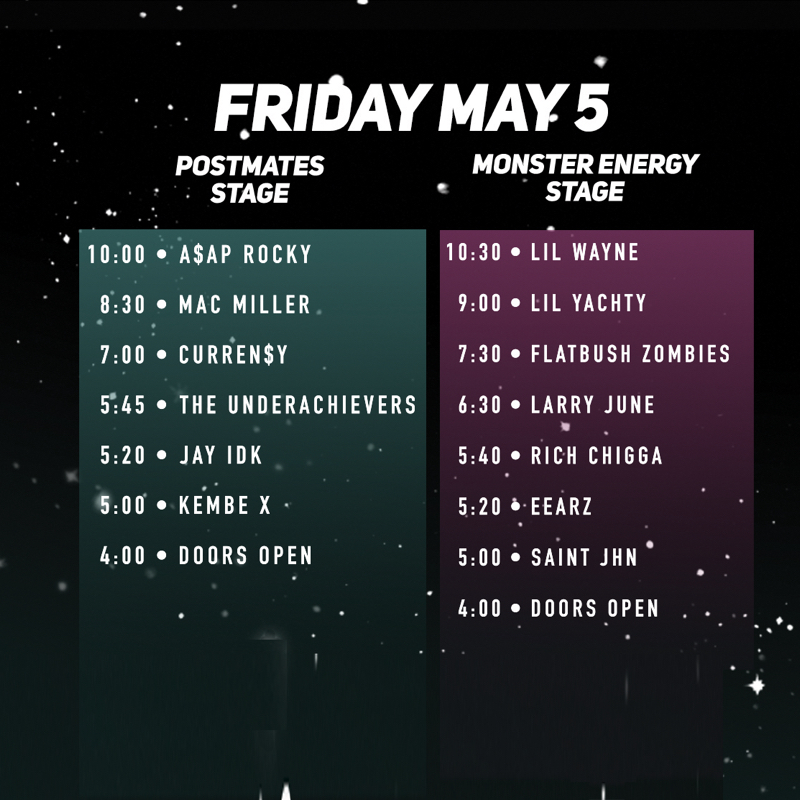 FRIDAY MAY 5
POSTMATES
STAGE
10:00 • A$AP ROCKY
8:30 • MAC MILLER
7:00 • CURREN$Y
5:45 • THE UNDERACHIEVERS
5:20 • JAY IDK
5:00 • KEMBE X
4:00 • DOORS OPEN
MONSTER ENERGY
STAGE
10:30 • LIL WAYNE
9:00 • LIL YACHTY
7:30 • FLATBUSH ZOMBIES
6:30 • LARRY JUNE
5:40 • RICH CHIGGA
5:20 • EEARZ
5:00 • SAINT JHN
4:00 • DOORS OPEN